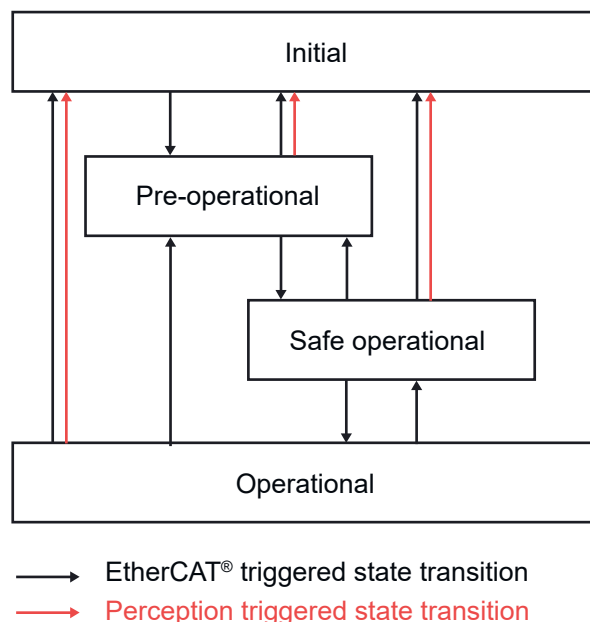 Initial
Pre-operational
Safe operational
Operational
EtherCAT® triggered state transition
Perception triggered state transition